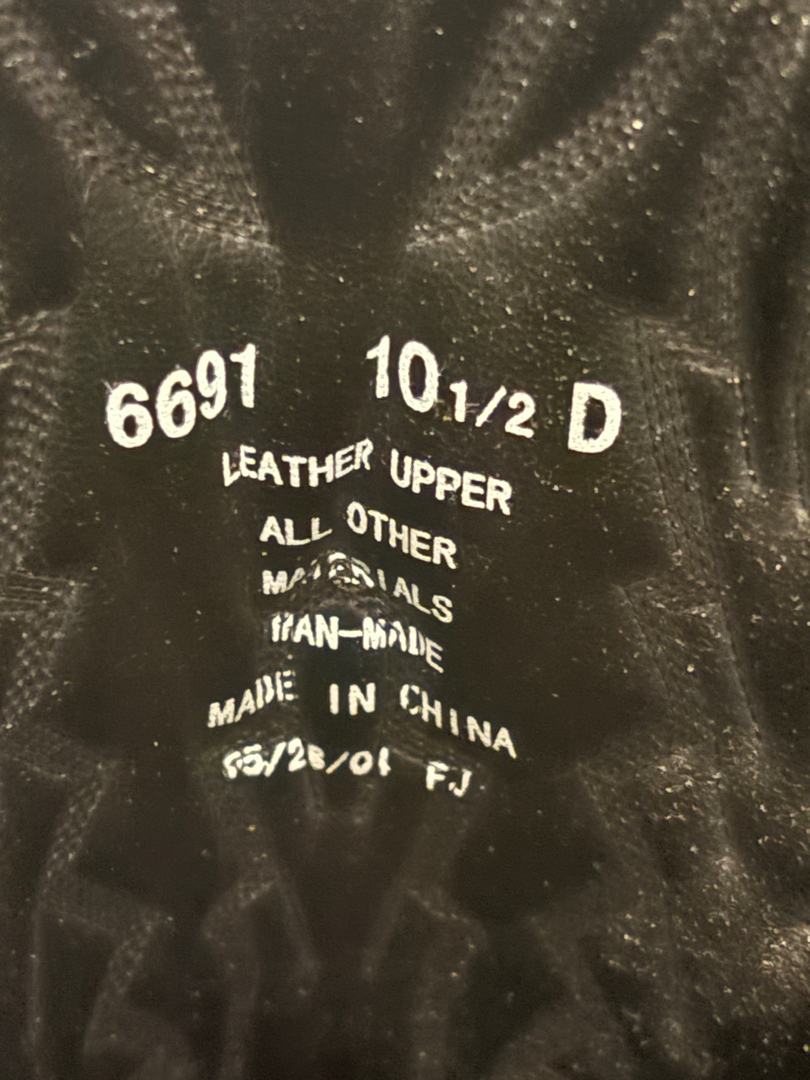 6691 10 1/2 D
LEATHER UPPER
ALL OTHER
MATERIALS
MAN-MADE
MADE IN CHINA
FJ